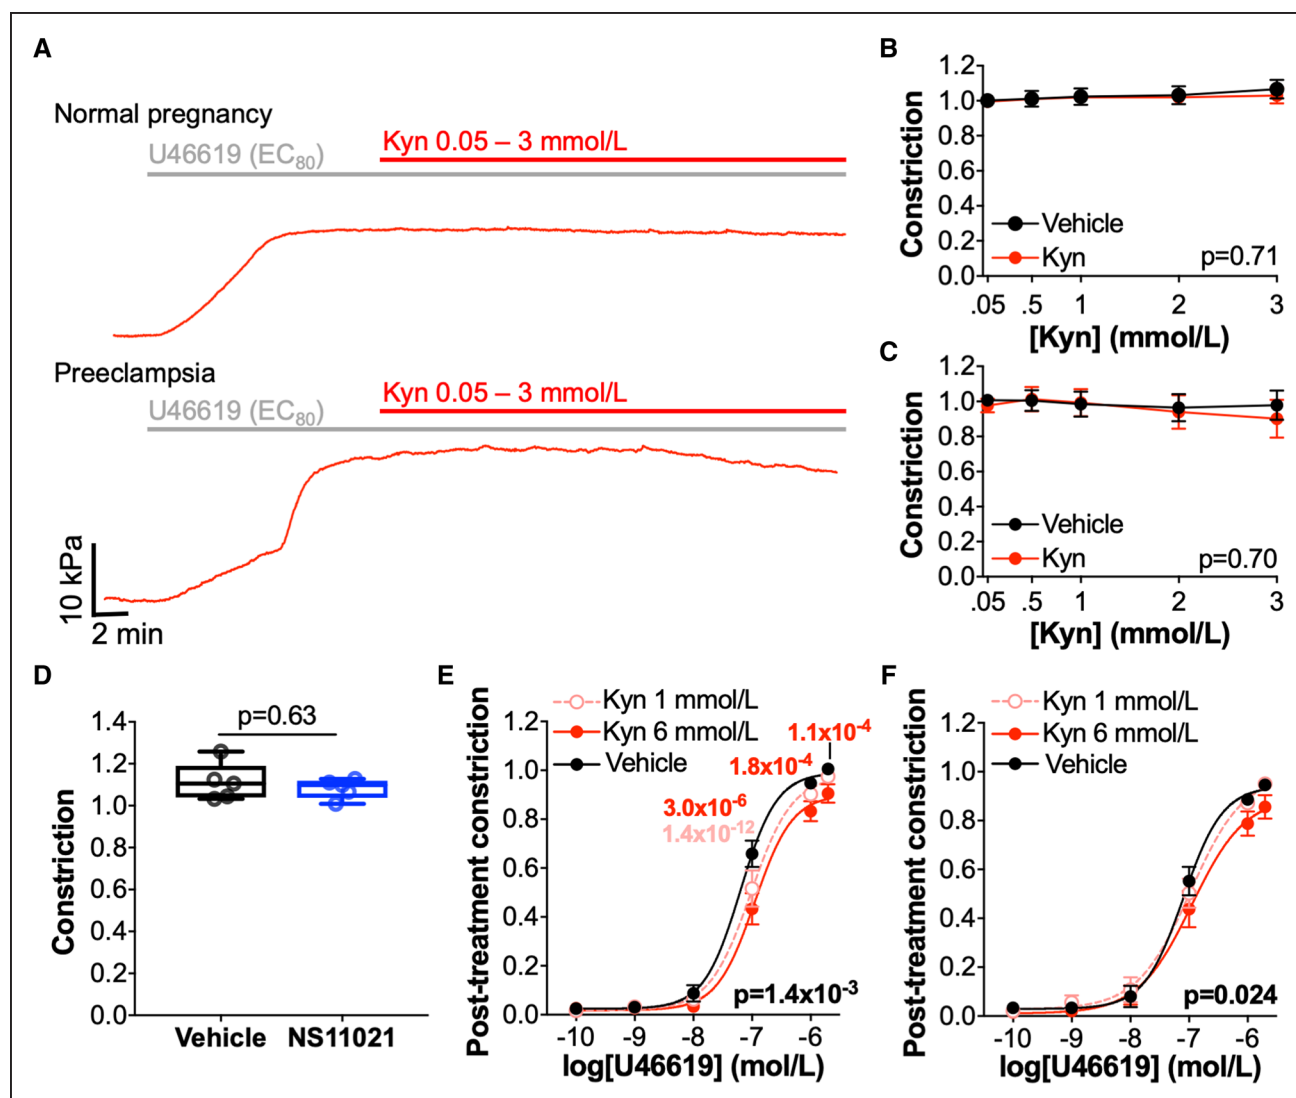 A
Normal pregnancy
U46619 (EC80)
Kyn 0.05 – 3 mmol/L
Preeclampsia
U46619 (EC80)
Kyn 0.05 – 3 mmol/L
10 kPa
2 min
B
Constriction
1.2
1.0
0.8
0.6
0.4
0.2
0.0
Vehicle
Kyn
p=0.71
.05 .5 1 2 3
[Kyn] (mmol/L)
C
Constriction
1.2
1.0
0.8
0.6
0.4
0.2
0.0
Vehicle
Kyn
p=0.70
.05 .5 1 2 3
[Kyn] (mmol/L)
D
Constriction
1.4
1.2
1.0
0.8
0.6
0.4
0.2
0.0
p=0.63
Vehicle NS11021
E
Post-treatment constriction
Kyn 1 mmol/L
Kyn 6 mmol/L
Vehicle
1.2
1.0
0.8
0.6
0.4
0.2
0.0
1.1x10-4
1.8x10-4
3.0x10-6
1.4x10-12
p=1.4x10-3
-10 -9 -8 -7 -6
log[U46619] (mol/L)
F
Post-treatment constriction
Kyn 1 mmol/L
Kyn 6 mmol/L
Vehicle
1.2
1.0
0.8
0.6
0.4
0.2
0.0
p=0.024
-10 -9 -8 -7 -6
log[U46619] (mol/L)